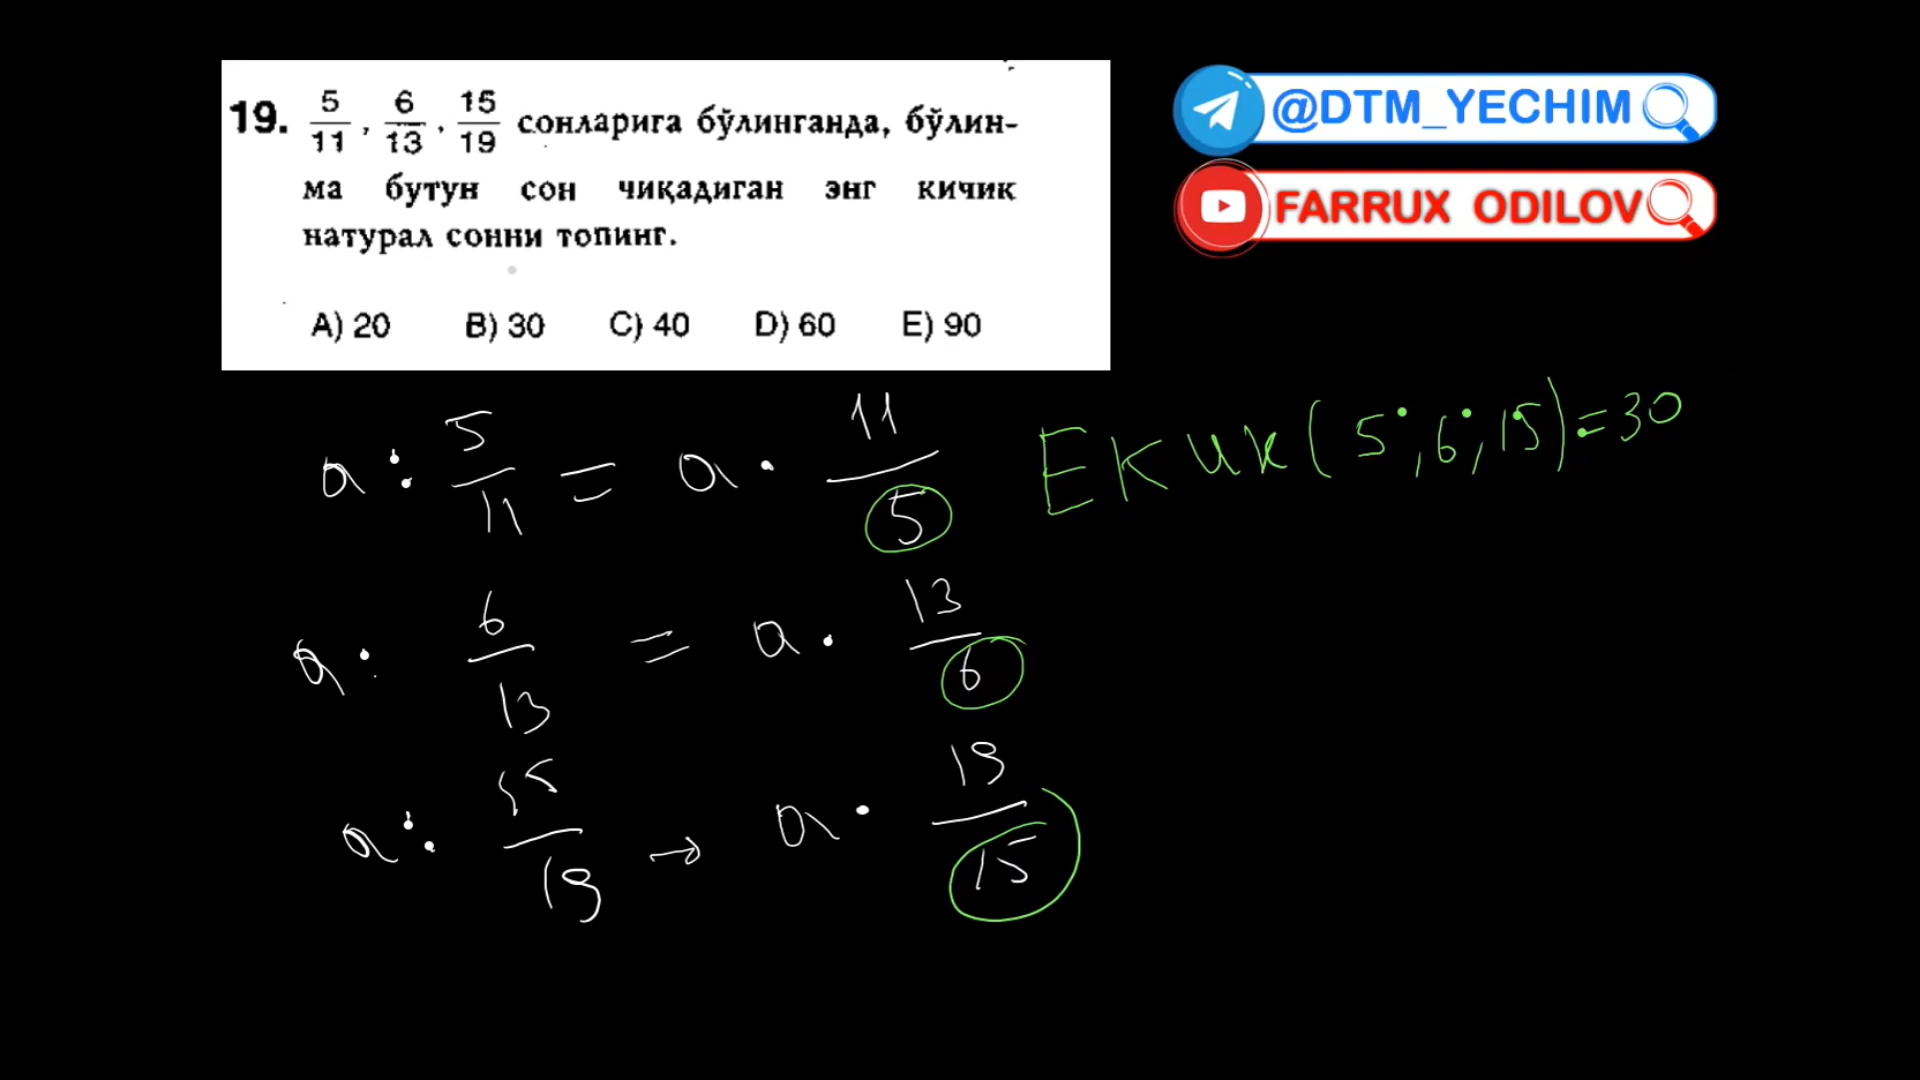 19. 5/11, 6/13, 15/19 сонларига бўлинганда, бўлин-
ма бутун сон чиқадиган энг кичик
натурал сонни топинг.
A) 20 B) 30 C) 40 D) 60 E) 90
@DTM_YECHIM
FARRUX ODILOV
a : 5/11 = a · 11/5
ЕКИК(5; 6; 15) = 30
a : 6/13 = a · 13/6
a : 15/19 → a · 19/15